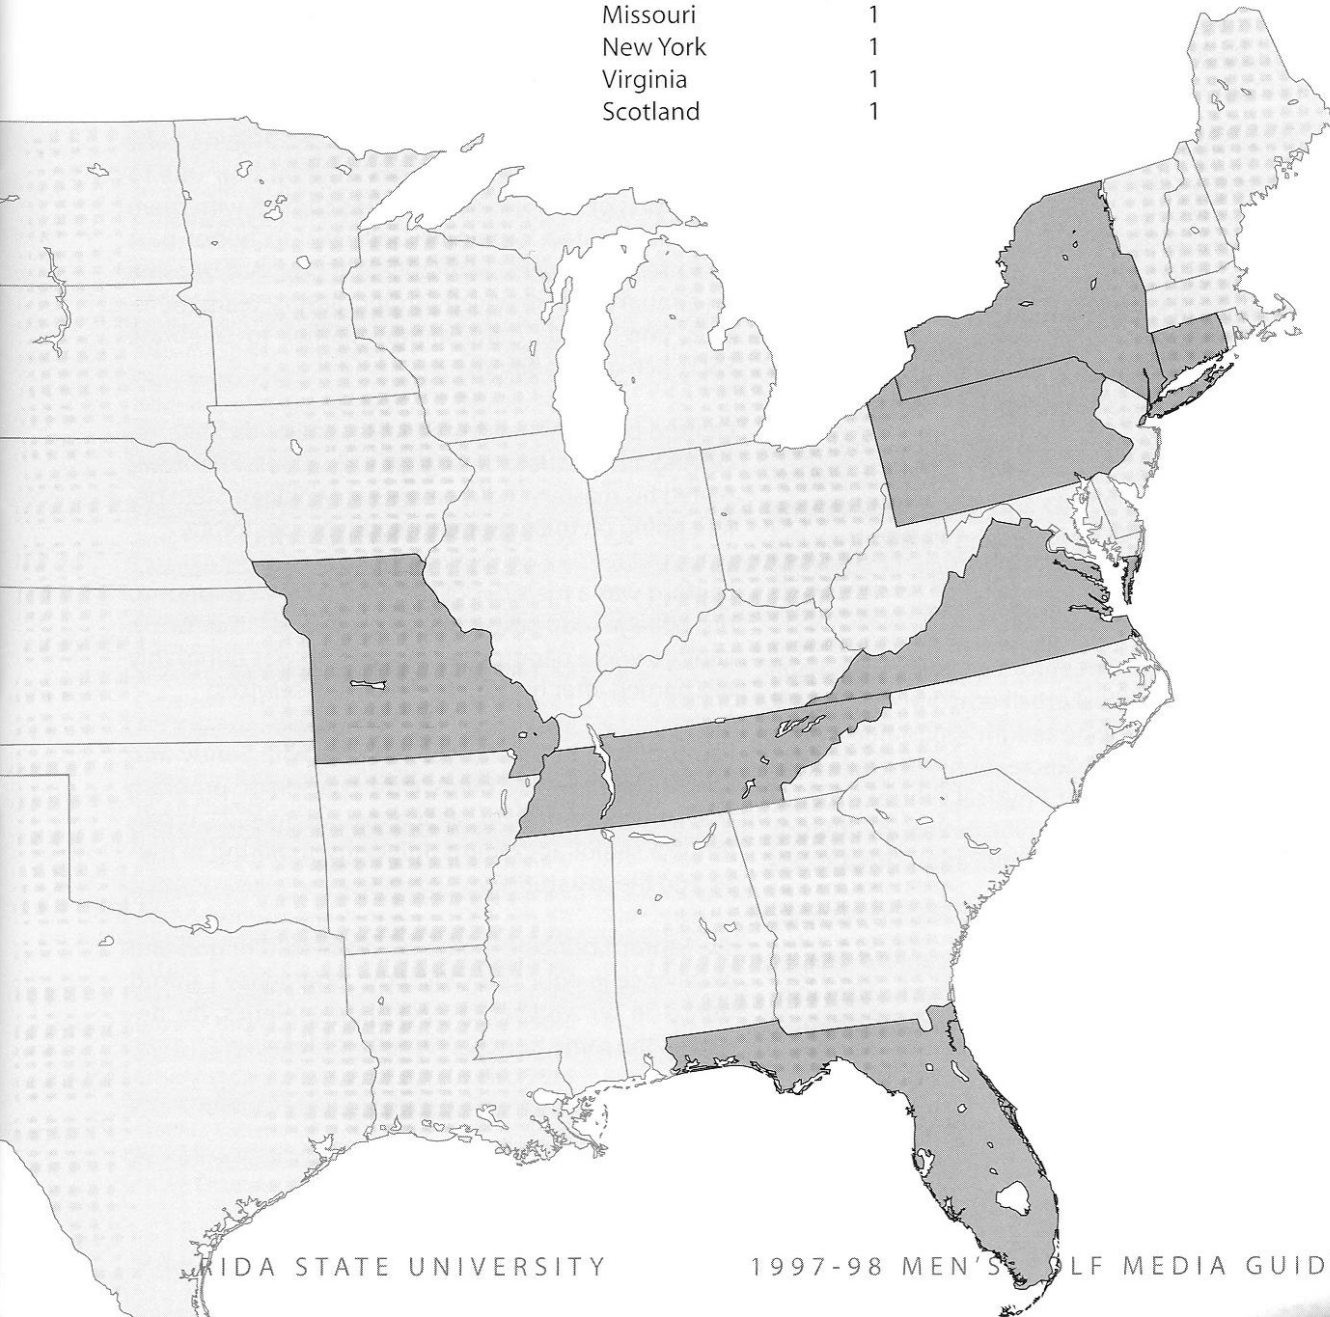 Missouri 1
New York 1
Virginia 1
Scotland 1
RIDA STATE UNIVERSITY 1997-98 MEN'S LF MEDIA GUID